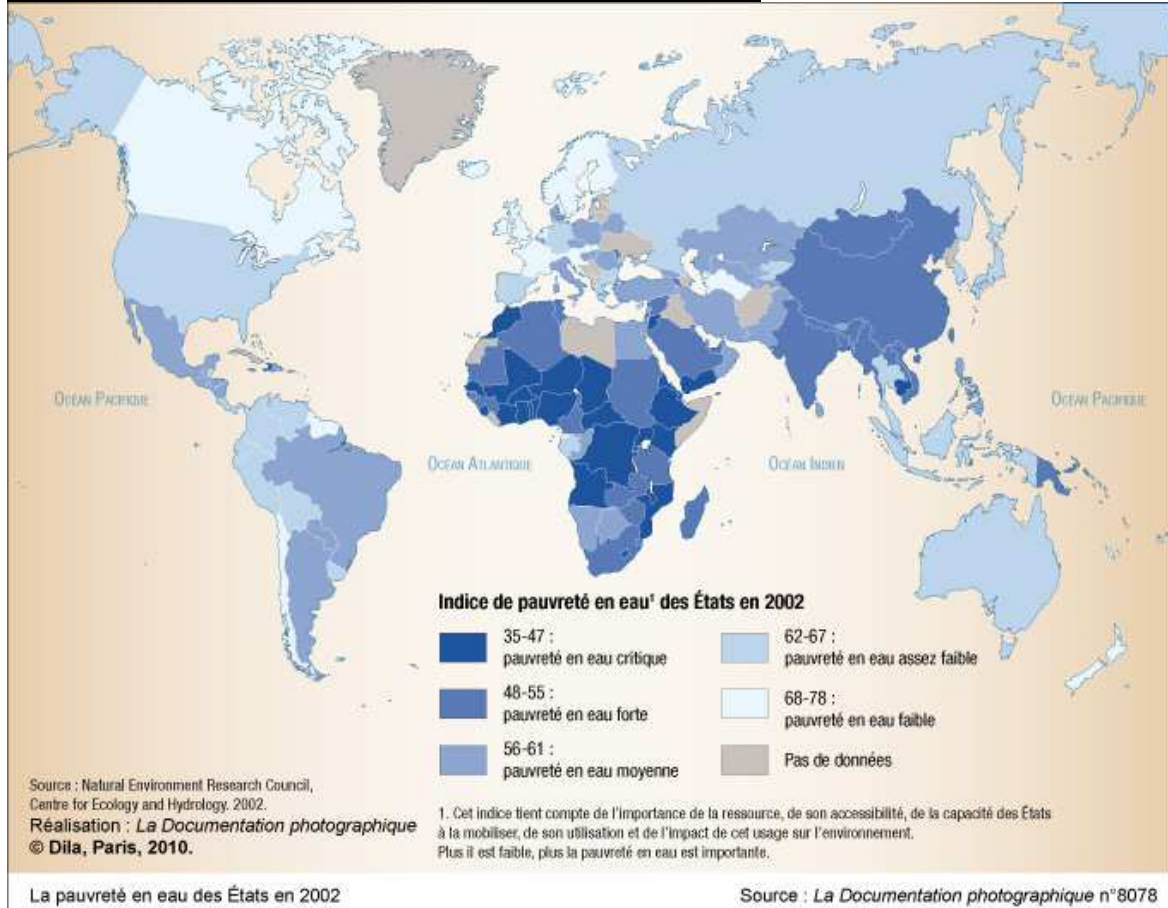 OCÉAN PACIFIQUE
OCÉAN ATLANTIQUE
OCÉAN INDIEN
OCÉAN PACIFIQUE
Indice de pauvreté en eau¹ des États en 2002
35-47 :
pauvreté en eau critique
48-55 :
pauvreté en eau forte
56-61 :
pauvreté en eau moyenne
62-67 :
pauvreté en eau assez faible
68-78 :
pauvreté en eau faible
Pas de données
Source : Natural Environment Research Council,
Centre for Ecology and Hydrology. 2002.
Réalisation : La Documentation photographique
© Dila, Paris, 2010.
1. Cet indice tient compte de l'importance de la ressource, de son accessibilité, de la capacité des États
à la mobiliser, de son utilisation et de l'impact de cet usage sur l'environnement.
Plus il est faible, plus la pauvreté en eau est importante.
La pauvreté en eau des États en 2002
Source : La Documentation photographique n°8078